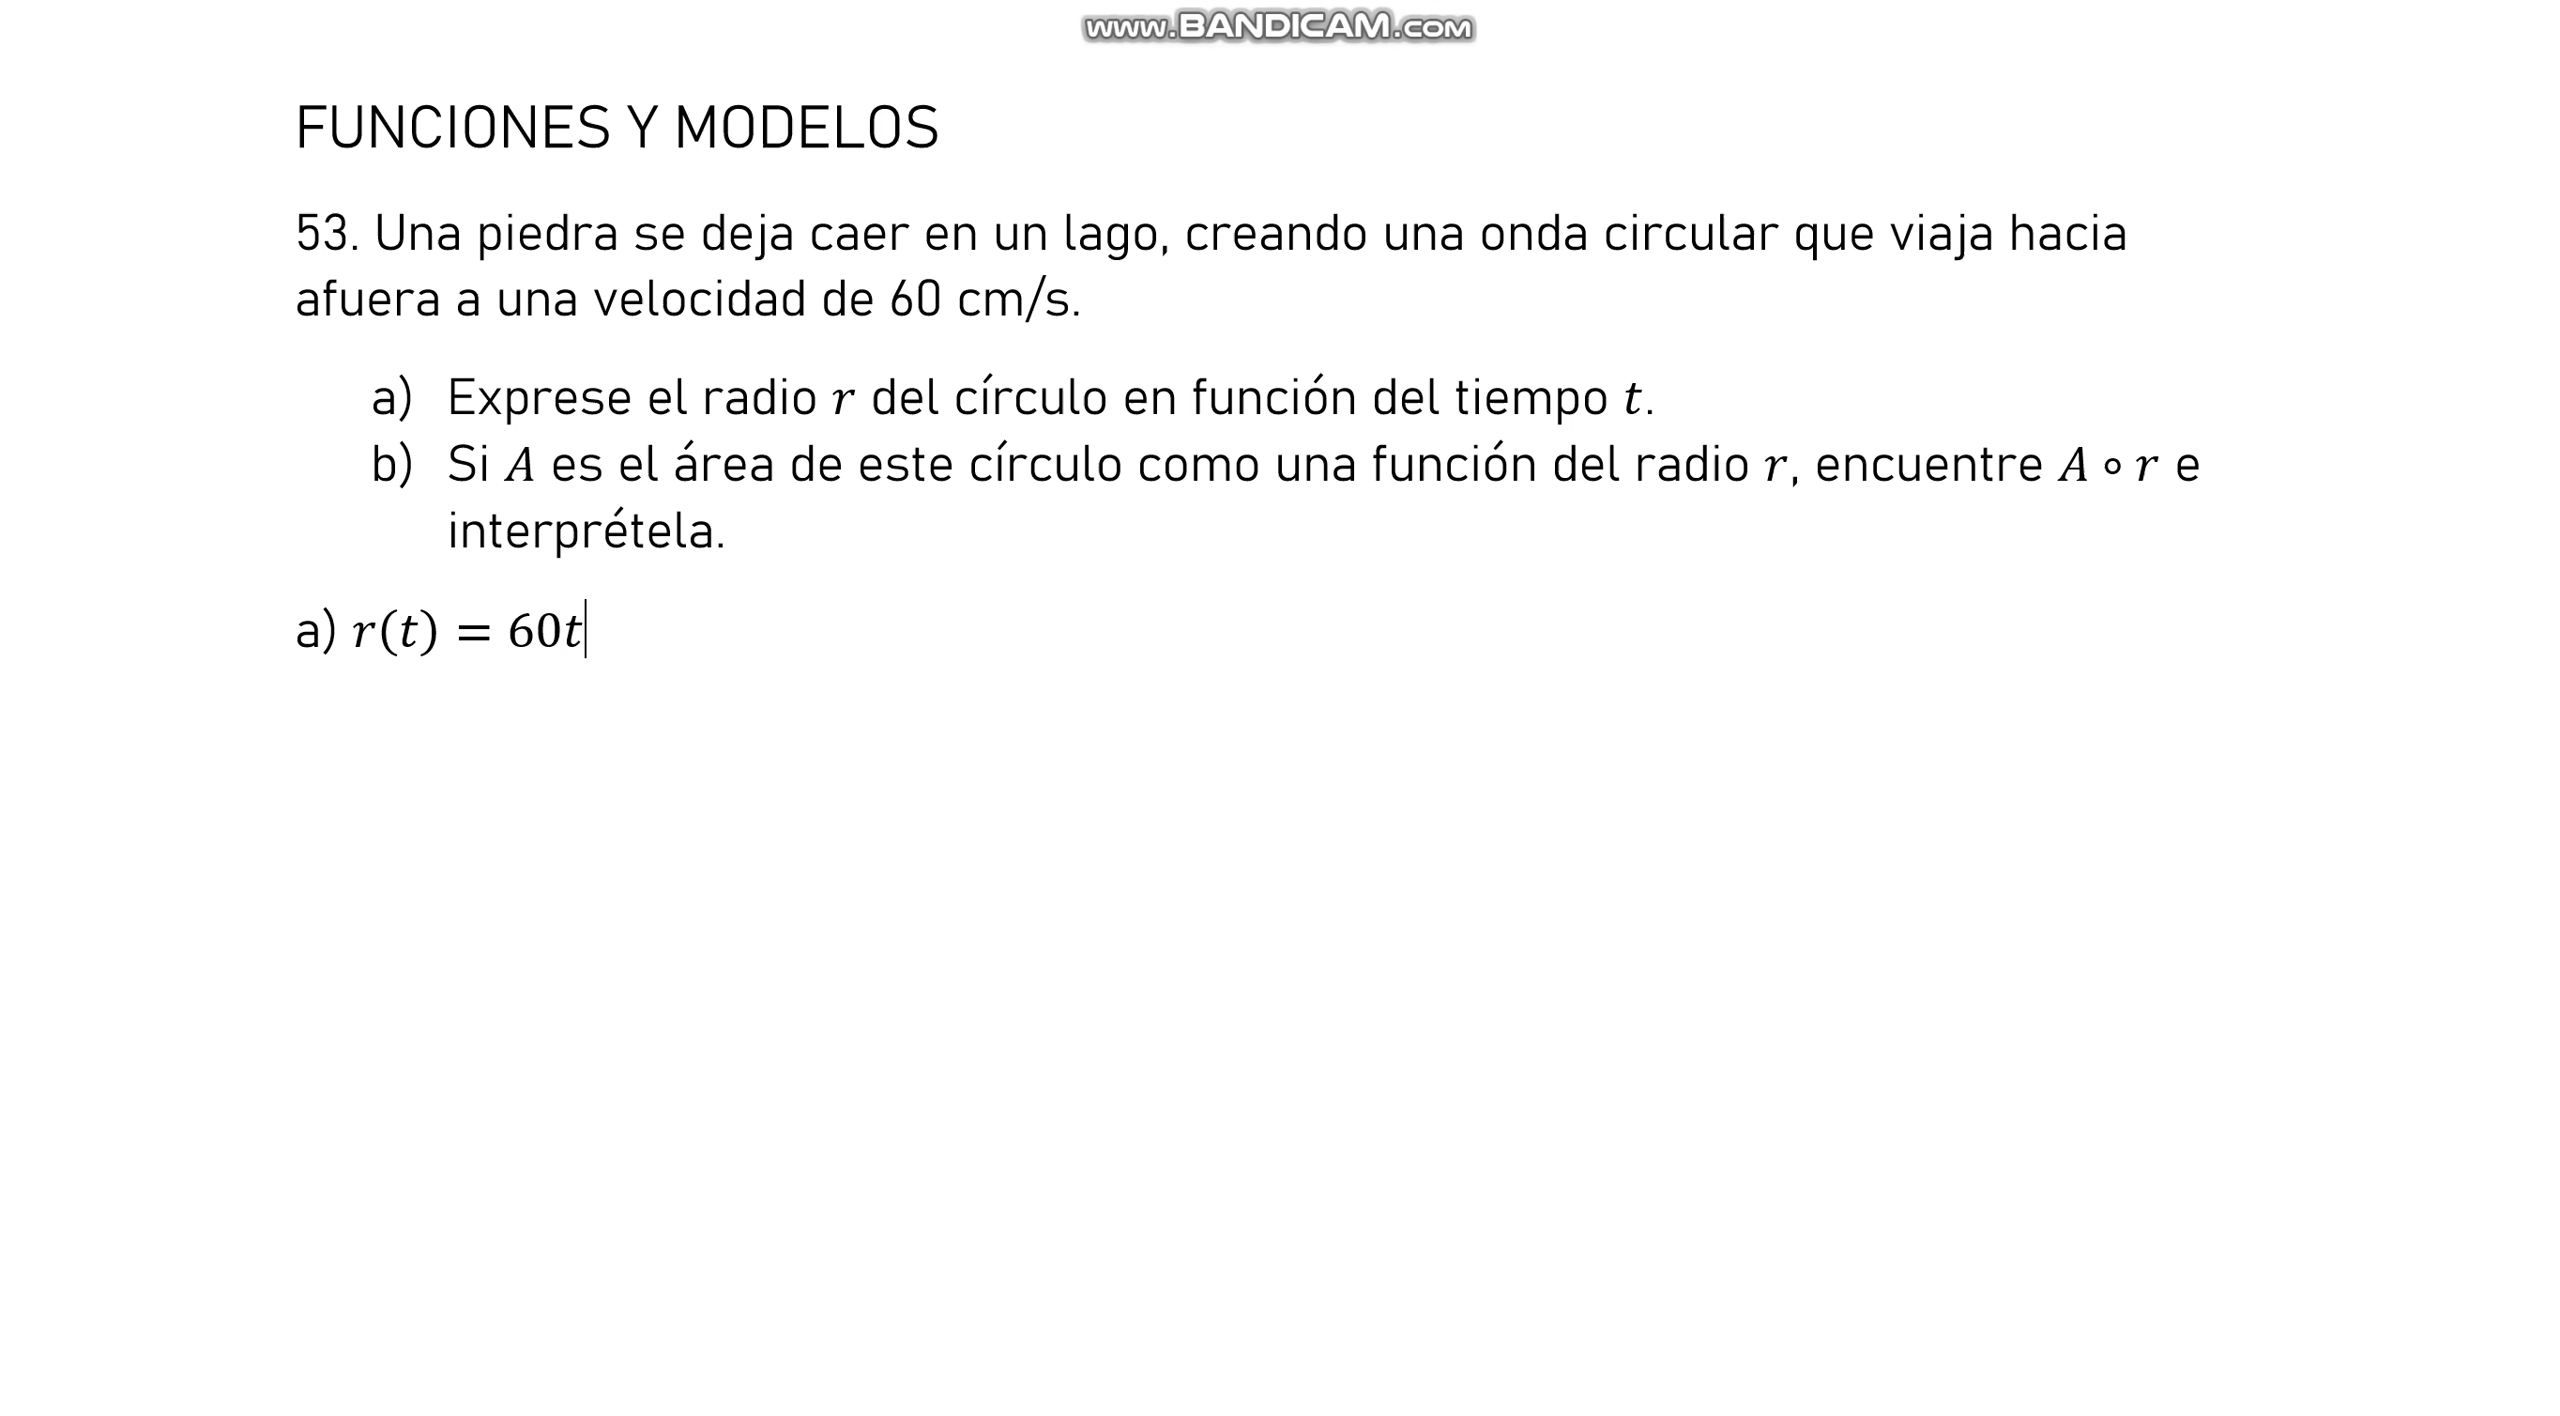 www.BANDICAM.com
FUNCIONES Y MODELOS
53. Una piedra se deja caer en un lago, creando una onda circular que viaja hacia
afuera a una velocidad de 60 cm/s.
a) Exprese el radio r del círculo en función del tiempo t.
b) Si A es el área de este círculo como una función del radio r, encuentre A ∘ r e
interprétela.
a) r(t) = 60t